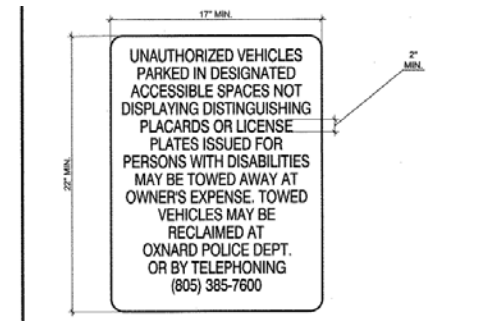 17" MIN.
2"
MIN.
22" MIN.
UNAUTHORIZED VEHICLES
PARKED IN DESIGNATED
ACCESSIBLE SPACES NOT
DISPLAYING DISTINGUISHING
PLACARDS OR LICENSE
PLATES ISSUED FOR
PERSONS WITH DISABILITIES
MAY BE TOWED AWAY AT
OWNER'S EXPENSE. TOWED
VEHICLES MAY BE
RECLAIMED AT
OXNARD POLICE DEPT.
OR BY TELEPHONING
(805) 385-7600